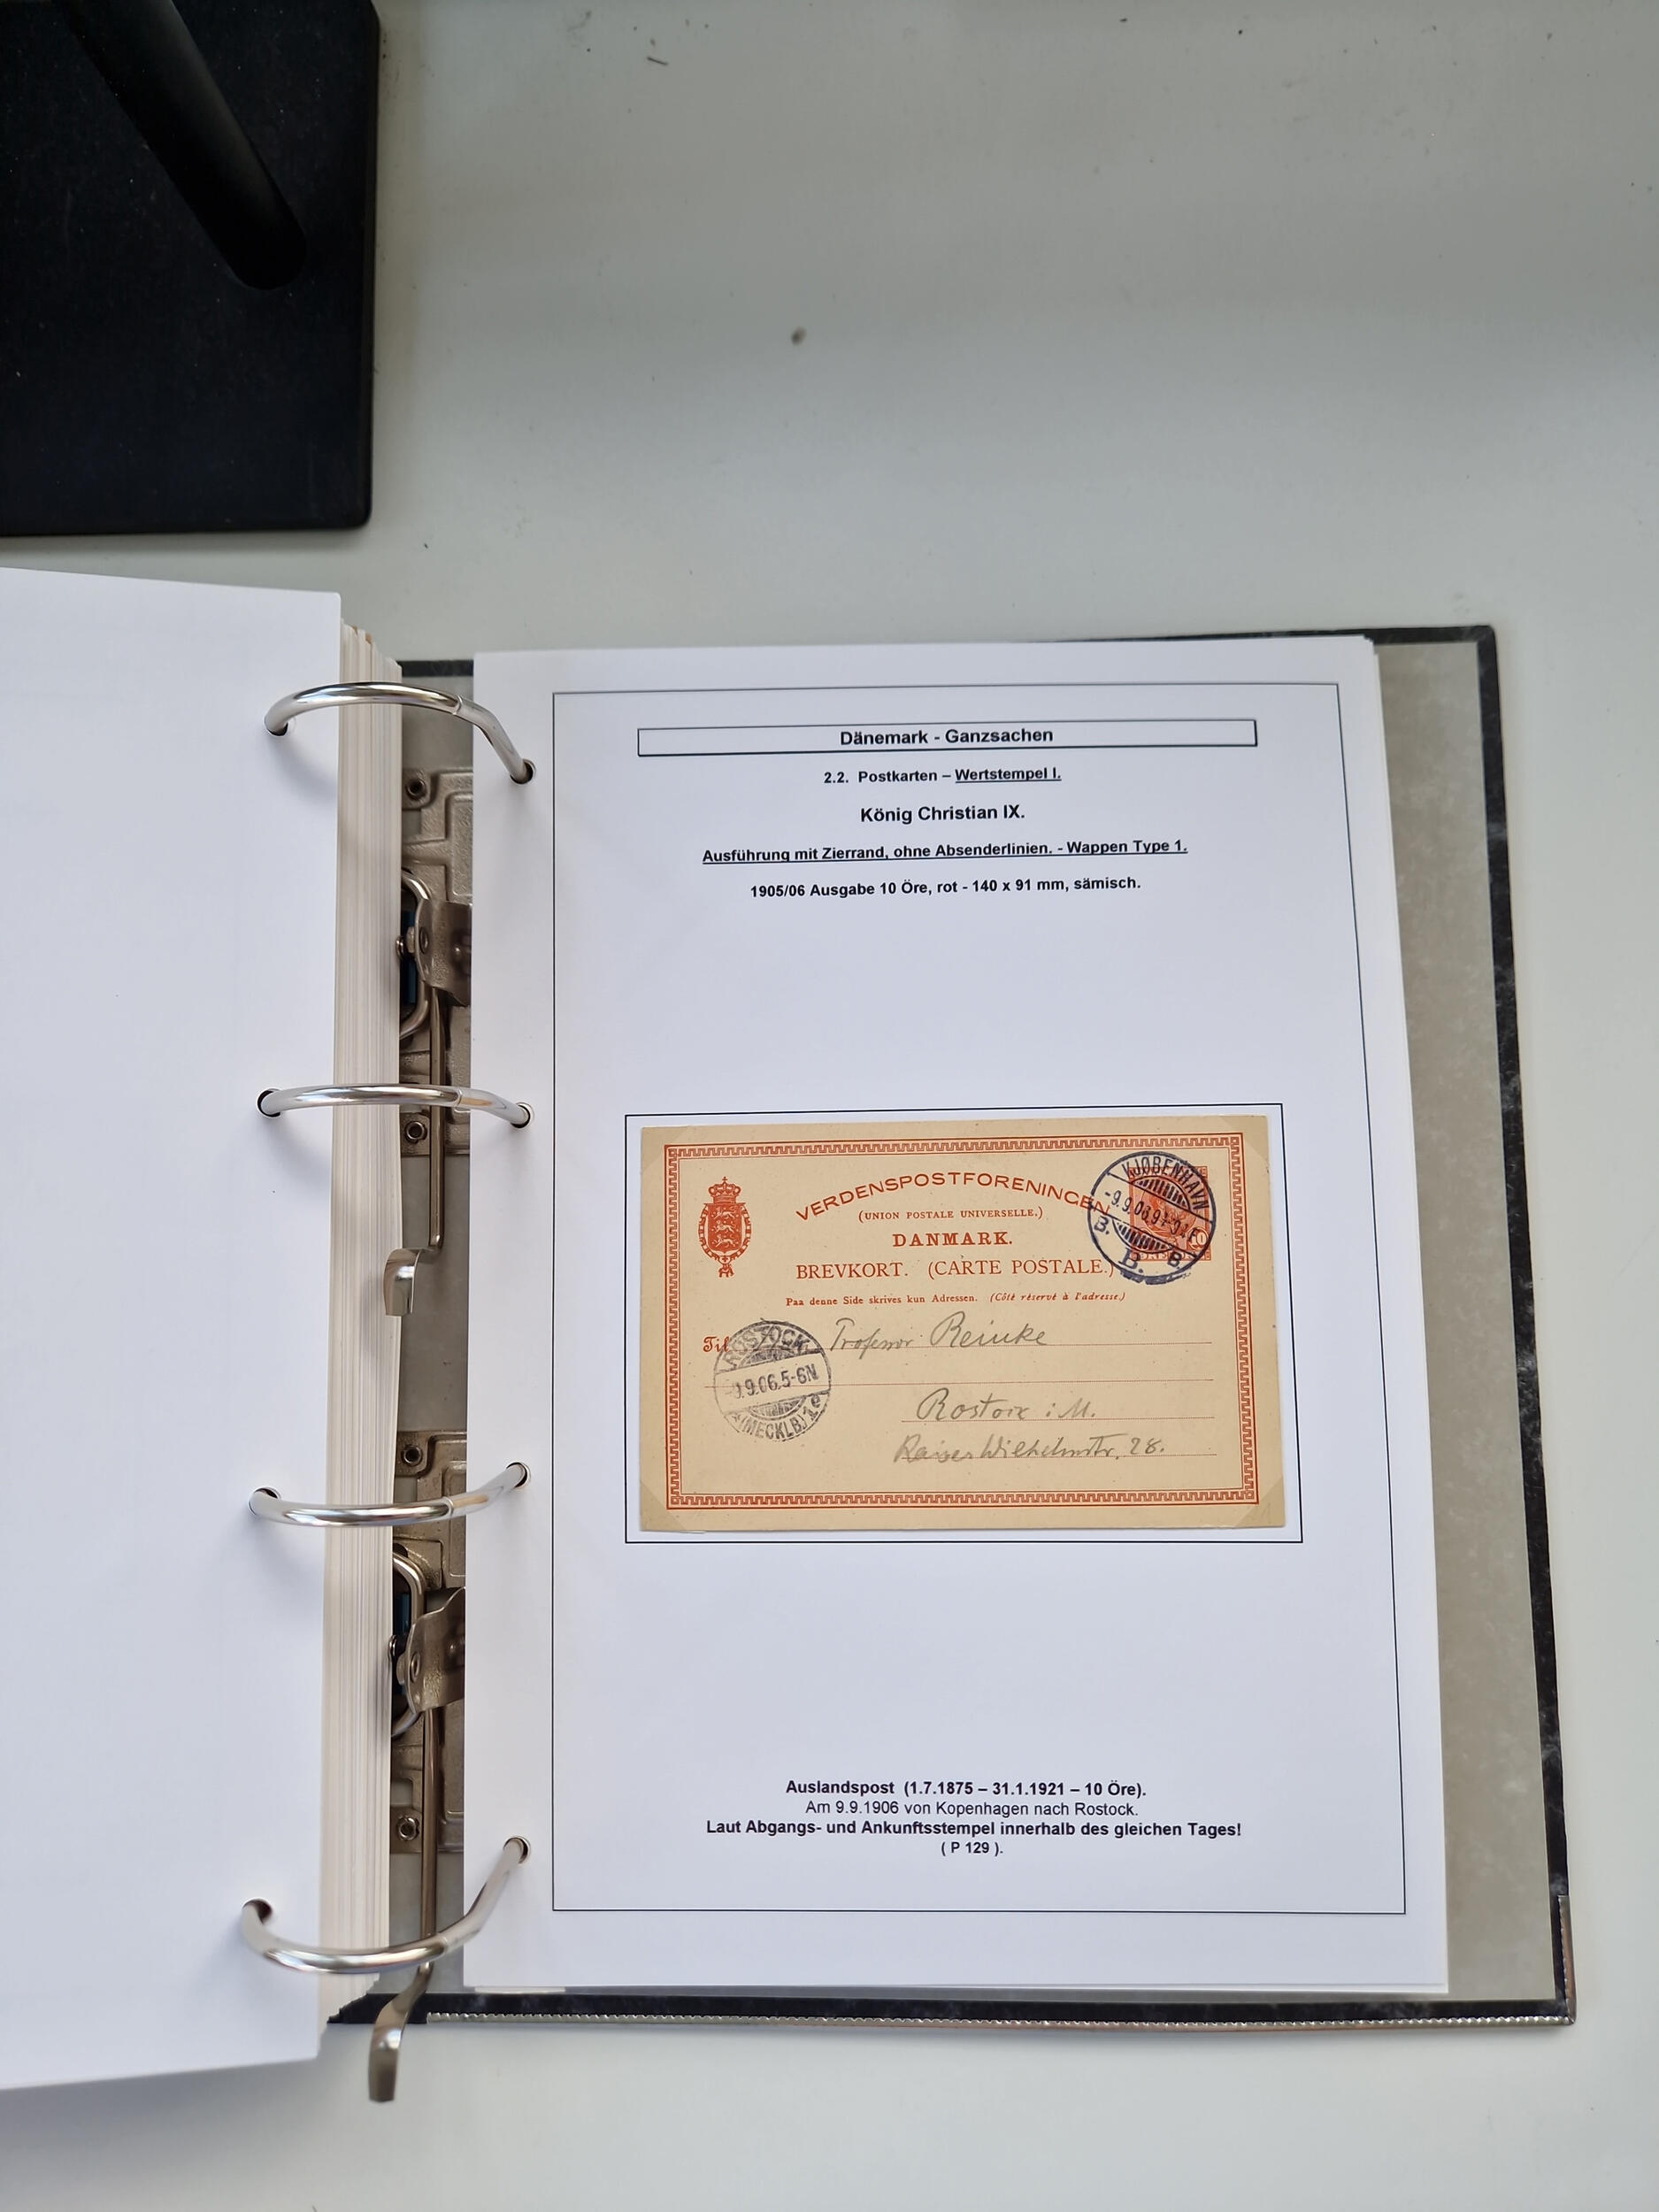 Dänemark - Ganzsachen
2.2. Postkarten – Wertstempel I.
König Christian IX.
Ausführung mit Zierrand, ohne Absenderlinien. - Wappen Type 1.
1905/06 Ausgabe 10 Öre, rot - 140 x 91 mm, sämisch.
VERDENSPOSTFORENINGEN
(UNION POSTALE UNIVERSELLE.)
DANMARK.
BREVKORT. (CARTE POSTALE.)
Paa denne Side skrives kun Adressen. (Côté réservé à l'adresse.)
KJØBENHAVN
-9.9.06.
B. B.
B.
Til Professor Reinke
ROSTOCK
9.9.06.5-6N
(MECKLB)
Rostock i. M.
Kaiser Wilhelmstr. 28.
Auslandspost (1.7.1875 – 31.1.1921 – 10 Öre).
Am 9.9.1906 von Kopenhagen nach Rostock.
Laut Abgangs- und Ankunftsstempel innerhalb des gleichen Tages!
( P 129 ).